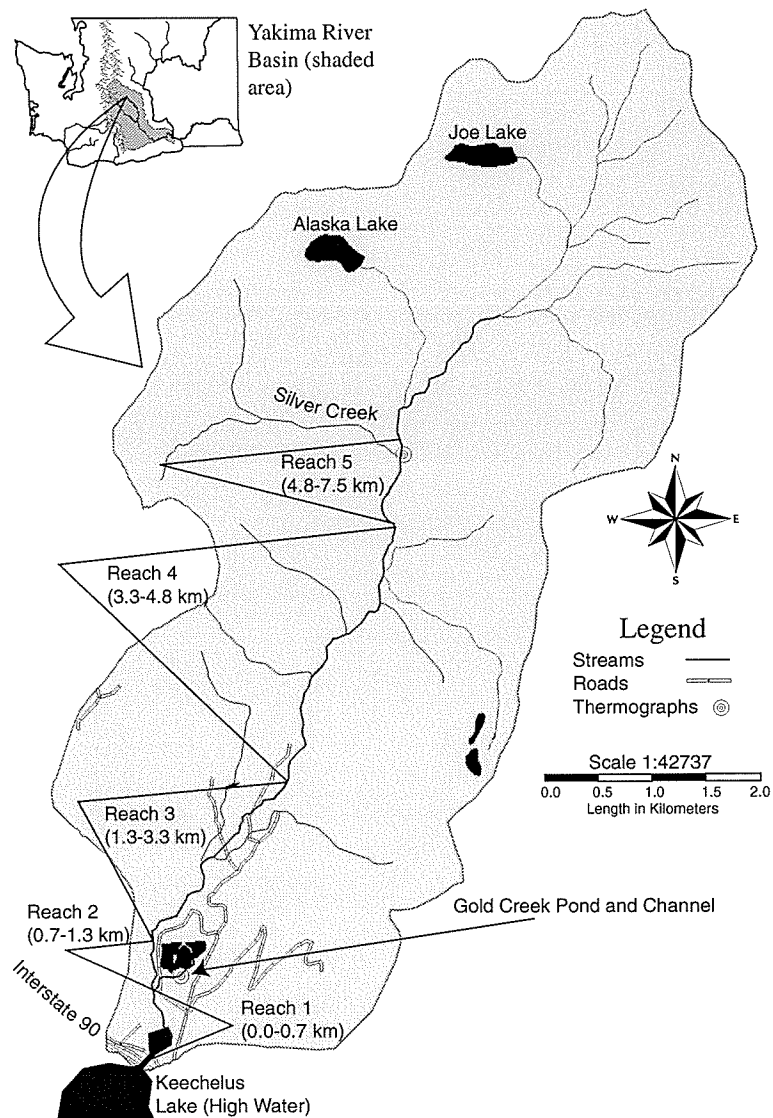 Yakima River
Basin (shaded
area)
Joe Lake
Alaska Lake
Silver Creek
Reach 5
(4.8-7.5 km)
N
W
E
S
Reach 4
(3.3-4.8 km)
Legend
Streams
Roads
Thermographs
Scale 1:42737
0.0 0.5 1.0 1.5 2.0
Length in Kilometers
Reach 3
(1.3-3.3 km)
Reach 2
(0.7-1.3 km)
Gold Creek Pond and Channel
Interstate 90
Reach 1
(0.0-0.7 km)
Keechelus
Lake (High Water)